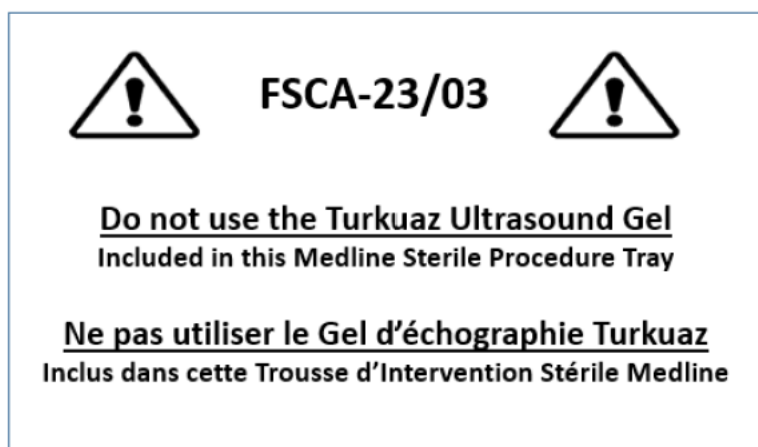 FSCA-23/03
Do not use the Turkuaz Ultrasound Gel
Included in this Medline Sterile Procedure Tray
Ne pas utiliser le Gel d’échographie Turkuaz
Inclus dans cette Trousse d’Intervention Stérile Medline